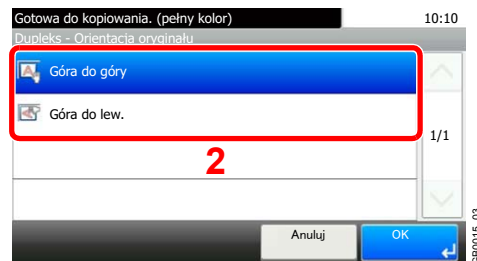 Gotowa do kopiowania. (pełny kolor)
10:10
Dupleks - Orientacja oryginału
Góra do góry
Góra do lew.
1/1
2
Anuluj
OK